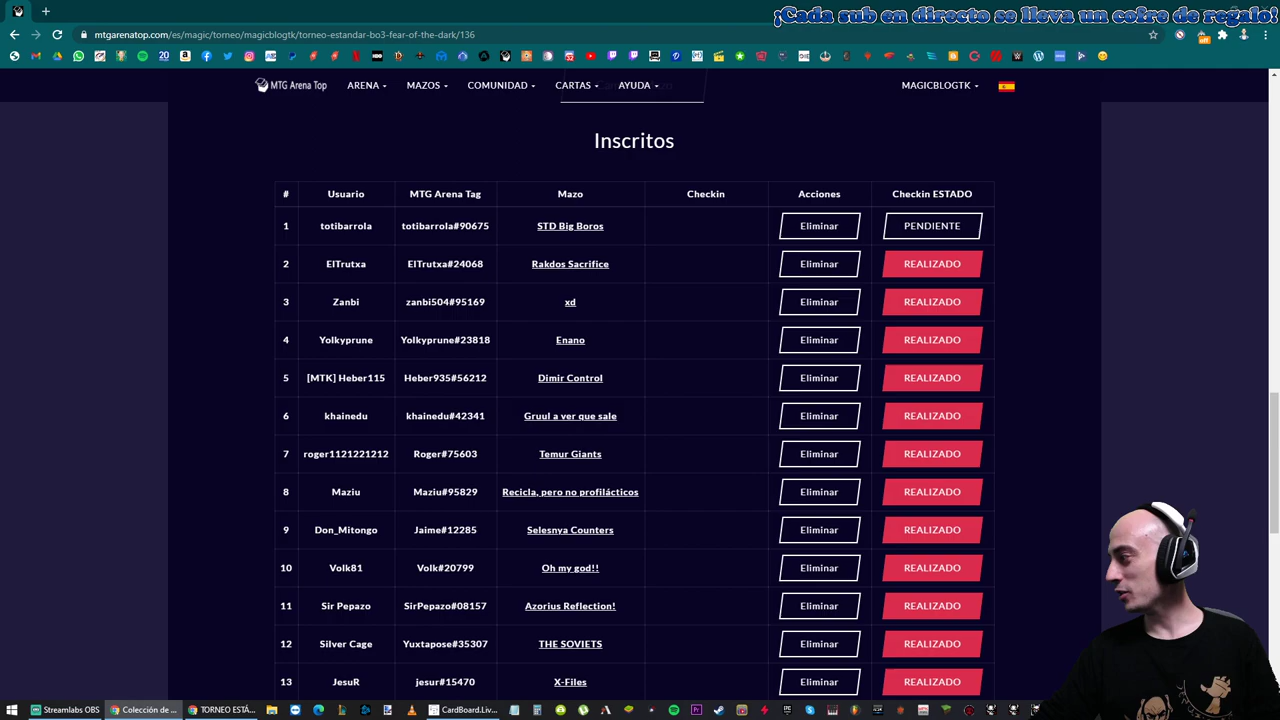 ¡Cada sub en directo se lleva un cofre de regalo!
mtgarenatop.com/es/magic/torneo/magicblogtk/torneo-estandar-bo3-fear-of-the-dark/136
MTG Arena Top ARENA MAZOS COMUNIDAD CARTAS AYUDA MAGICBLOGTK
Inscritos
# Usuario MTG Arena Tag Mazo Checkin Acciones Checkin ESTADO
1 totibarrola totibarrola#90675 STD Big Boros Eliminar PENDIENTE
2 ElTrutxa ElTrutxa#24068 Rakdos Sacrifice Eliminar REALIZADO
3 Zanbi zanbi504#95169 xd Eliminar REALIZADO
4 Yolkyprune Yolkyprune#23818 Enano Eliminar REALIZADO
5 [MTK] Heber115 Heber935#56212 Dimir Control Eliminar REALIZADO
6 khainedu khainedu#42341 Gruul a ver que sale Eliminar REALIZADO
7 roger1121221212 Roger#75603 Temur Giants Eliminar REALIZADO
8 Maziu Maziu#95829 Recicla, pero no profilácticos Eliminar REALIZADO
9 Don_Mitongo Jaime#12285 Selesnya Counters Eliminar REALIZADO
10 Volk81 Volk#20799 Oh my god!! Eliminar REALIZADO
11 Sir Pepazo SirPepazo#08157 Azorius Reflection! Eliminar REALIZADO
12 Silver Cage Yuxtapose#35307 THE SOVIETS Eliminar REALIZADO
13 JesuR jesur#15470 X-Files Eliminar REALIZADO
Streamlabs OBS Colección de ... TORNEO ESTÁ... CardBoard.Liv...